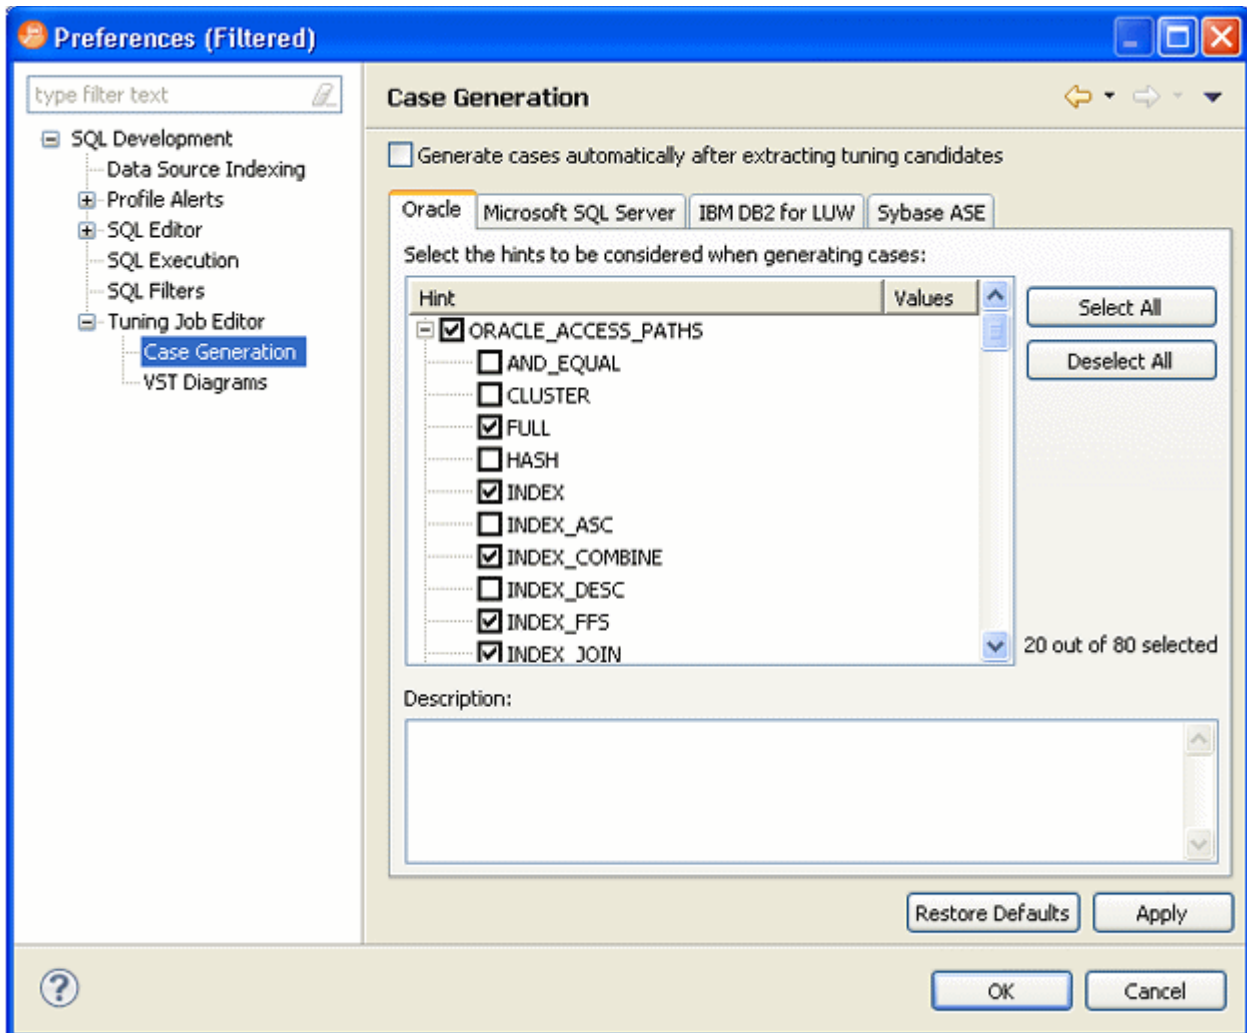 Preferences (Filtered)
type filter text
SQL Development
Data Source Indexing
Profile Alerts
SQL Editor
SQL Execution
SQL Filters
Tuning Job Editor
Case Generation
VST Diagrams
Case Generation
Generate cases automatically after extracting tuning candidates
Oracle Microsoft SQL Server IBM DB2 for LUW Sybase ASE
Select the hints to be considered when generating cases:
Hint Values
ORACLE_ACCESS_PATHS
AND_EQUAL
CLUSTER
FULL
HASH
INDEX
INDEX_ASC
INDEX_COMBINE
INDEX_DESC
INDEX_FFS
INDEX_JOIN
Select All
Deselect All
20 out of 80 selected
Description:
Restore Defaults Apply
? OK Cancel